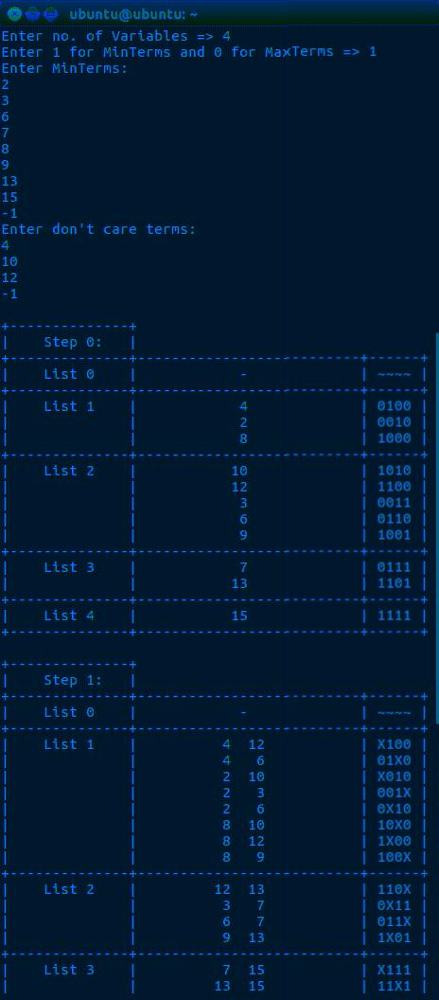 ubuntu@ubuntu: ~
Enter no. of Variables => 4
Enter 1 for MinTerms and 0 for MaxTerms => 1
Enter MinTerms:
2
3
6
7
8
9
13
15
-1
Enter don't care terms:
4
10
12
-1
+--------------+
|    Step 0:   |
+--------------+--------------------------+------+
|    List 0    |            -             | ~~~~ |
+--------------+--------------------------+------+
|    List 1    |            4             | 0100 |
|              |            2             | 0010 |
|              |            8             | 1000 |
+--------------+--------------------------+------+
|    List 2    |           10             | 1010 |
|              |           12             | 1100 |
|              |            3             | 0011 |
|              |            6             | 0110 |
|              |            9             | 1001 |
+--------------+--------------------------+------+
|    List 3    |            7             | 0111 |
|              |           13             | 1101 |
+--------------+--------------------------+------+
|    List 4    |           15             | 1111 |
+--------------+--------------------------+------+
+--------------+
|    Step 1:   |
+--------------+--------------------------+------+
|    List 0    |            -             | ~~~~ |
+--------------+--------------------------+------+
|    List 1    |          4  12           | X100 |
|              |          4   6           | 01X0 |
|              |          2  10           | X010 |
|              |          2   3           | 001X |
|              |          2   6           | 0X10 |
|              |          8  10           | 10X0 |
|              |          8  12           | 1X00 |
|              |          8   9           | 100X |
+--------------+--------------------------+------+
|    List 2    |         12  13           | 110X |
|              |          3   7           | 0X11 |
|              |          6   7           | 011X |
|              |          9  13           | 1X01 |
+--------------+--------------------------+------+
|    List 3    |          7  15           | X111 |
|              |         13  15           | 11X1 |